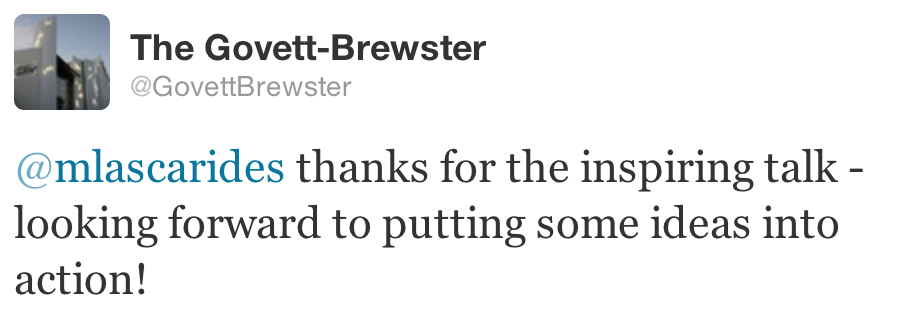 The Govett-Brewster
@GovettBrewster
@mlascarides thanks for the inspiring talk -
looking forward to putting some ideas into
action!